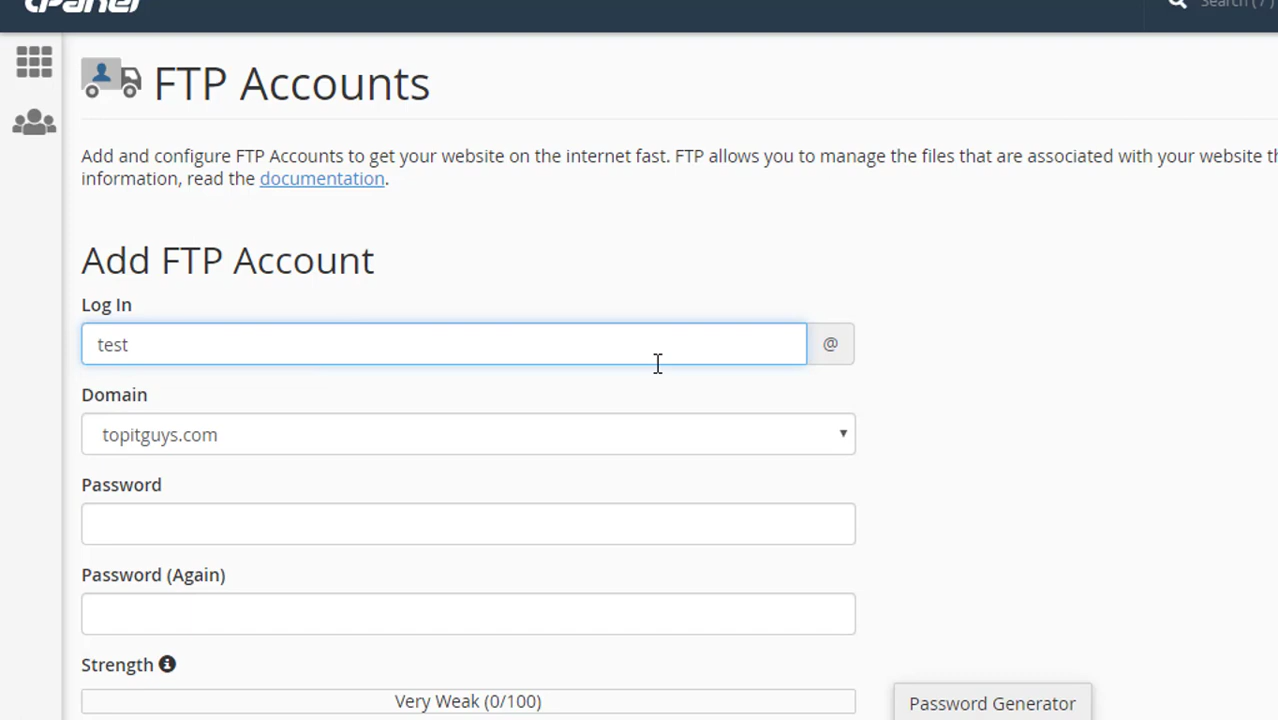 cPanel
Search ( / )
FTP Accounts
Add and configure FTP Accounts to get your website on the internet fast. FTP allows you to manage the files that are associated with your website
information, read the documentation.
Add FTP Account
Log In
test
@
Domain
topitguys.com
Password
Password (Again)
Strength
Very Weak (0/100)
Password Generator